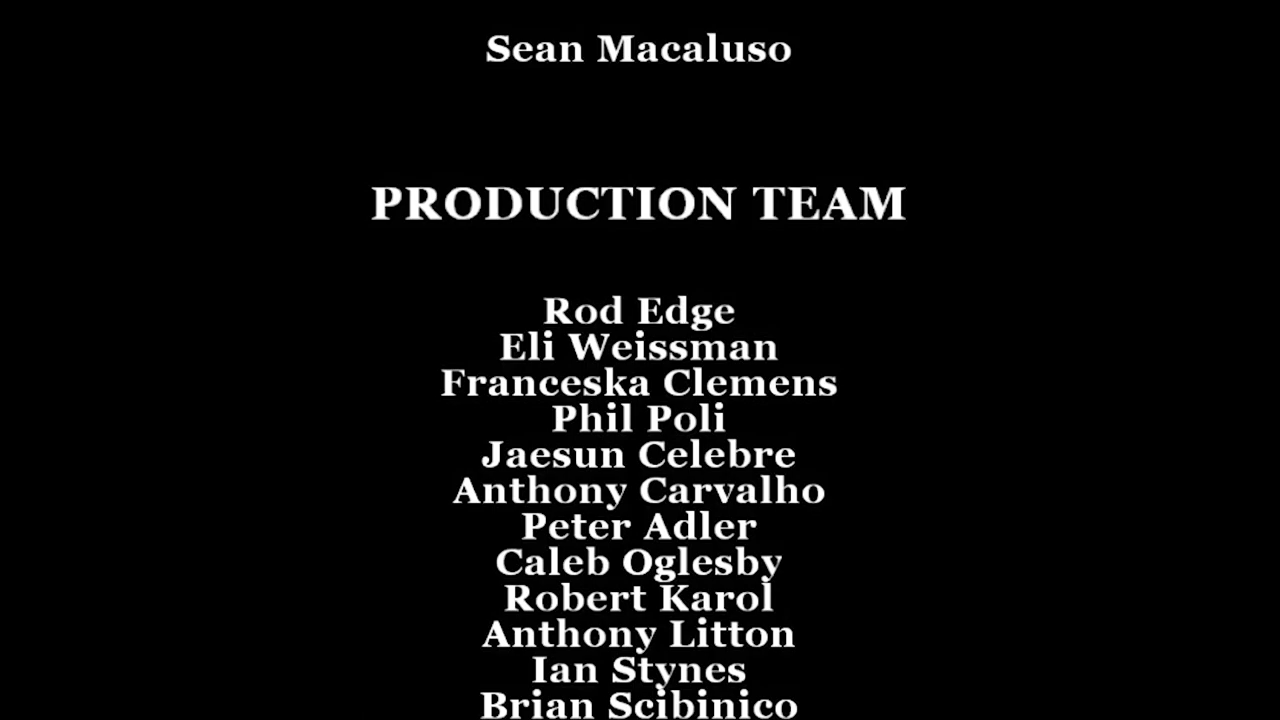 Sean Macaluso
PRODUCTION TEAM
Rod Edge
Eli Weissman
Franceska Clemens
Phil Poli
Jaesun Celebre
Anthony Carvalho
Peter Adler
Caleb Oglesby
Robert Karol
Anthony Litton
Ian Stynes
Brian Scibinico